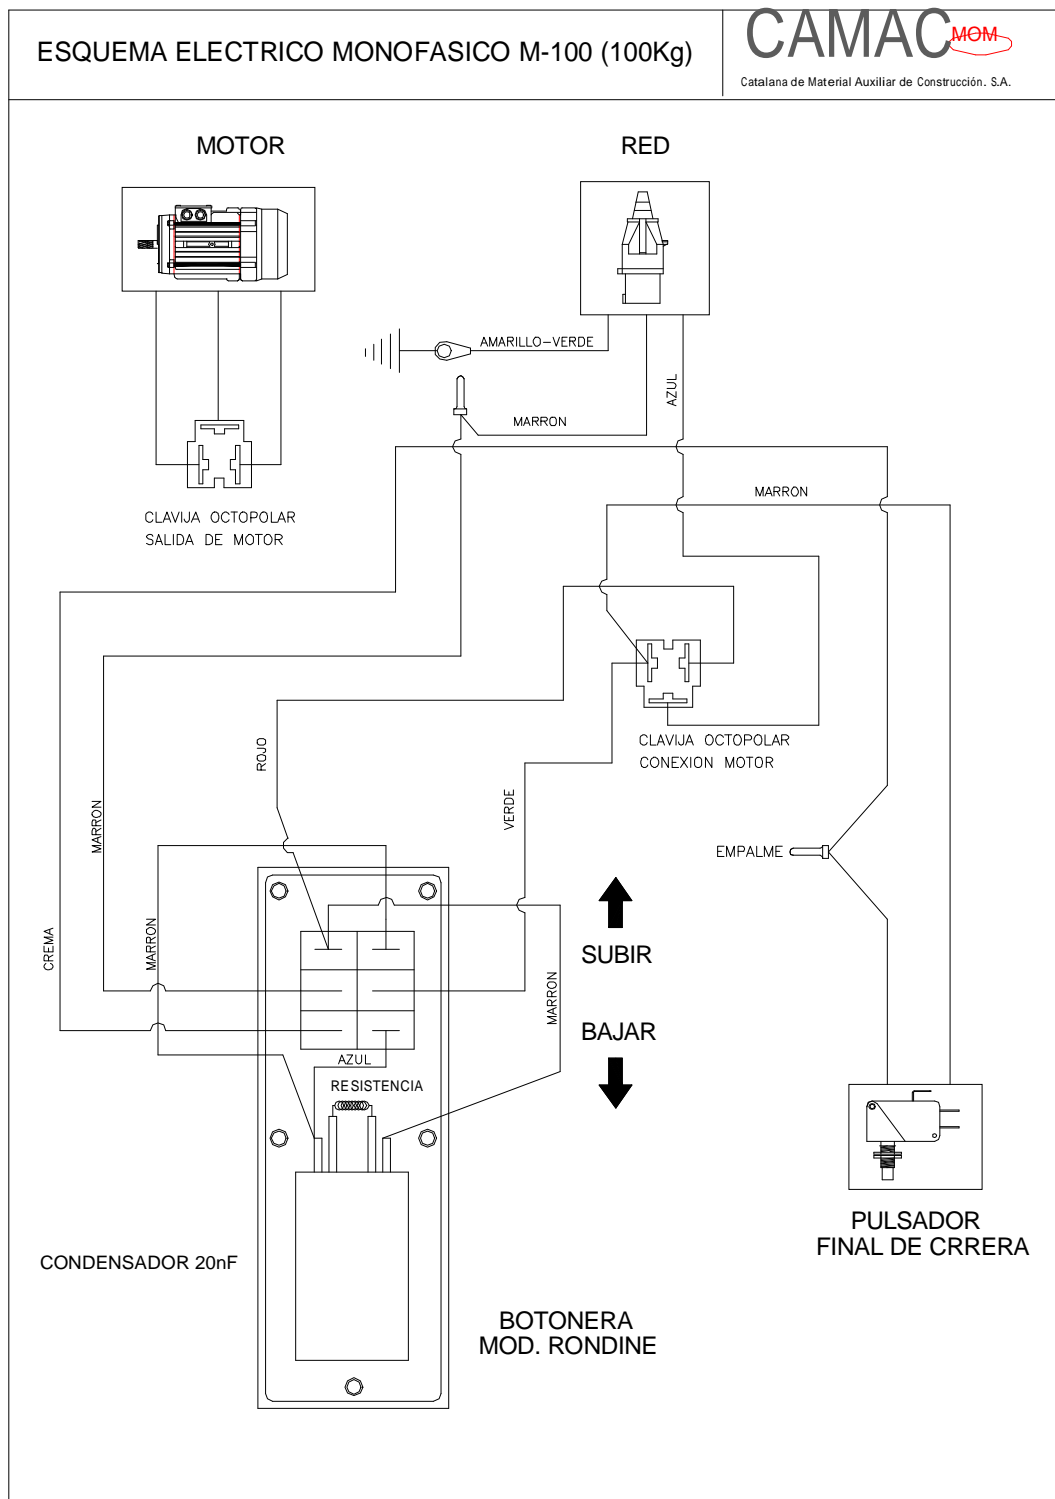 ESQUEMA ELECTRICO MONOFASICO M-100 (100Kg)
CAMAC
MOM
Catalana de Material Auxiliar de Construcción. S.A.
MOTOR
RED
AMARILLO-VERDE
AZUL
MARRON
MARRON
CLAVIJA OCTOPOLAR
SALIDA DE MOTOR
CLAVIJA OCTOPOLAR
CONEXION MOTOR
ROJO
MARRON
VERDE
EMPALME
CREMA
MARRON
SUBIR
MARRON
BAJAR
AZUL
RESISTENCIA
PULSADOR
FINAL DE CRRERA
CONDENSADOR 20nF
BOTONERA
MOD. RONDINE